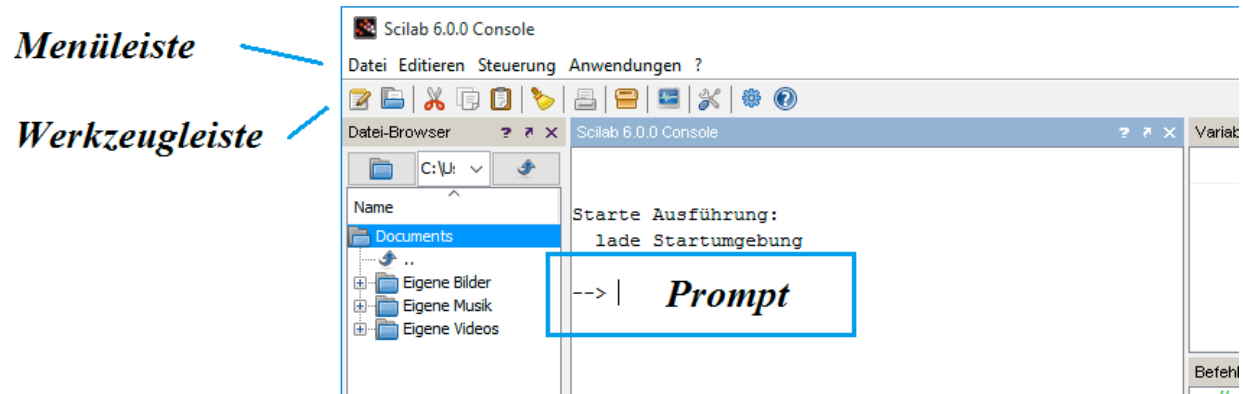 Menüleiste
Werkzeugleiste
Scilab 6.0.0 Console
Datei Editieren Steuerung Anwendungen ?
Datei-Browser
Scilab 6.0.0 Console
Variab
C:\U:
Name
Documents
..
Eigene Bilder
Eigene Musik
Eigene Videos
Starte Ausführung:
lade Startumgebung
--> Prompt
Befehl